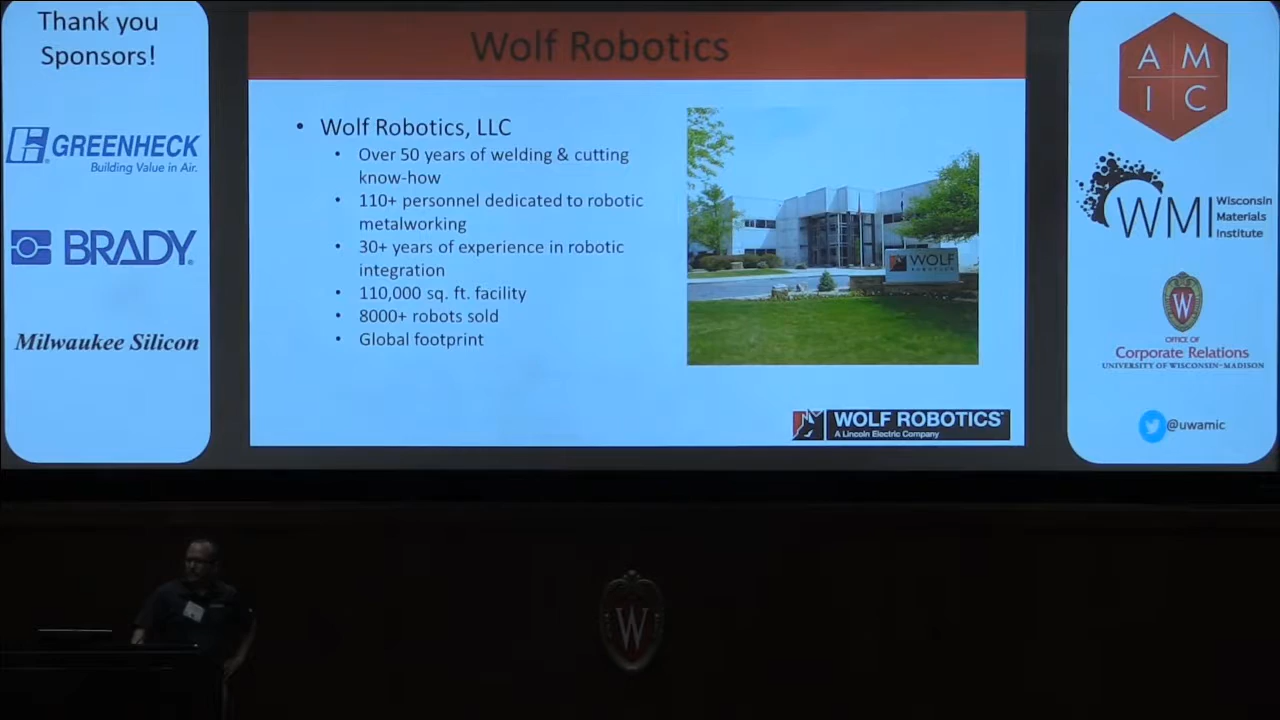 Thank you
Sponsors!
GREENHECK
Building Value in Air.
BRADY
Milwaukee Silicon
Wolf Robotics
• Wolf Robotics, LLC
• Over 50 years of welding & cutting
know-how
• 110+ personnel dedicated to robotic
metalworking
• 30+ years of experience in robotic
integration
• 110,000 sq. ft. facility
• 8000+ robots sold
• Global footprint
WOLF
ROBOTICS
WOLF ROBOTICS
A Lincoln Electric Company
A M
I C
WMI
Wisconsin
Materials
Institute
W
OFFICE OF
Corporate Relations
UNIVERSITY OF WISCONSIN-MADISON
@uwamic
W